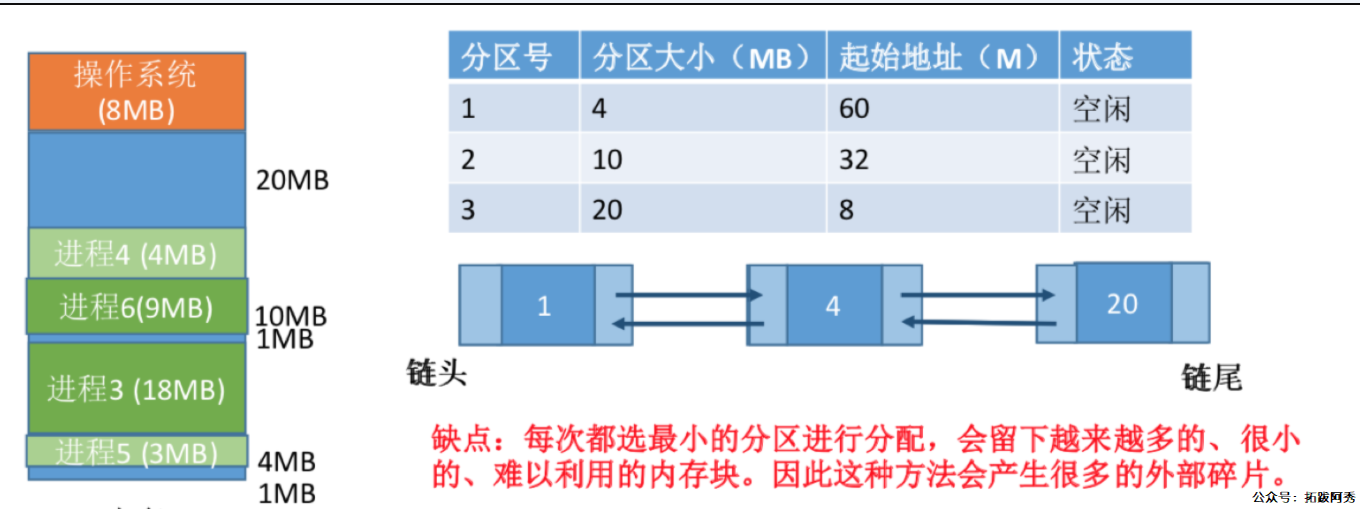 操作系统
(8MB)
20MB
进程4 (4MB)
进程6(9MB)
10MB
1MB
进程3 (18MB)
进程5 (3MB)
4MB
1MB
分区号 分区大小（MB） 起始地址（M） 状态
1 4 60 空闲
2 10 32 空闲
3 20 8 空闲
1 4 20
链头 链尾
缺点：每次都选最小的分区进行分配，会留下越来越多的、很小
的、难以利用的内存块。因此这种方法会产生很多的外部碎片。
公众号：拓跋阿秀